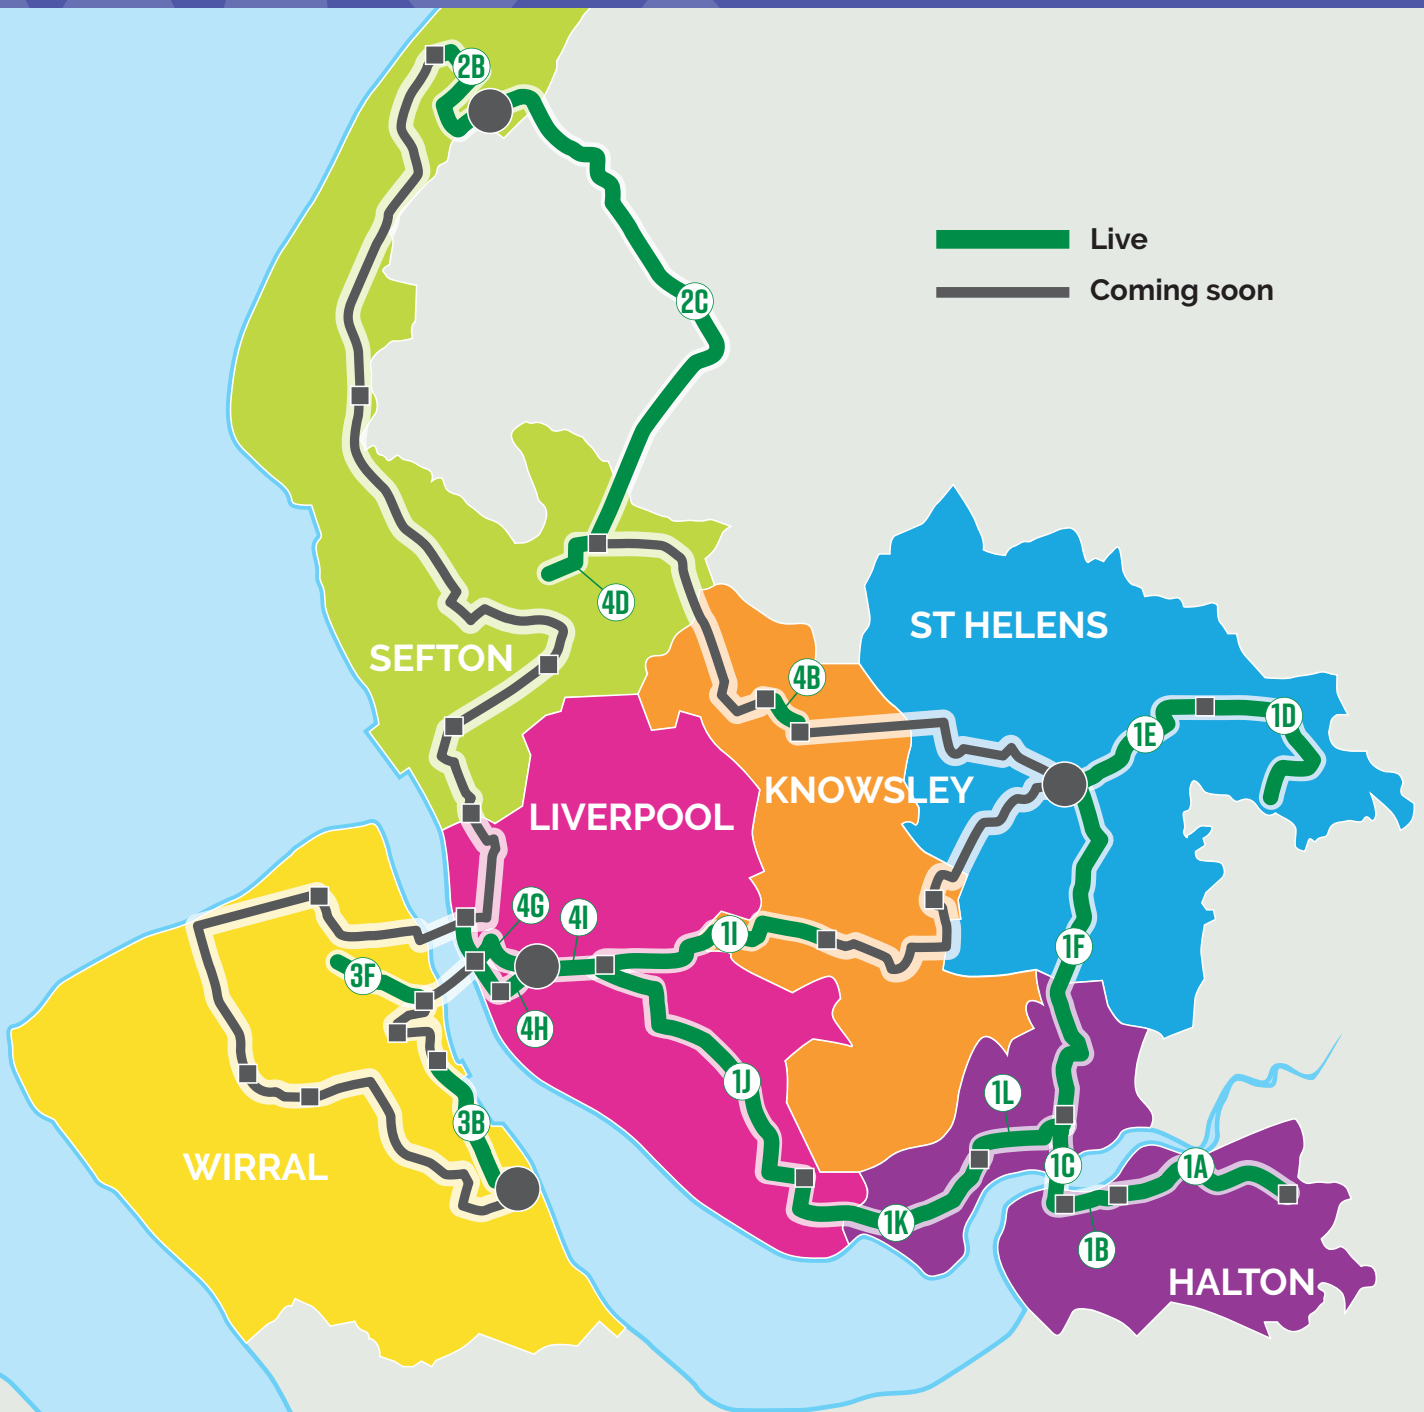 2B
Live
Coming soon
2C
4D
ST HELENS
SEFTON
4B
1D
1E
KNOWSLEY
LIVERPOOL
4G
4I
1I
1F
3F
4H
1J
1L
3B
WIRRAL
1C
1A
1K
1B
HALTON